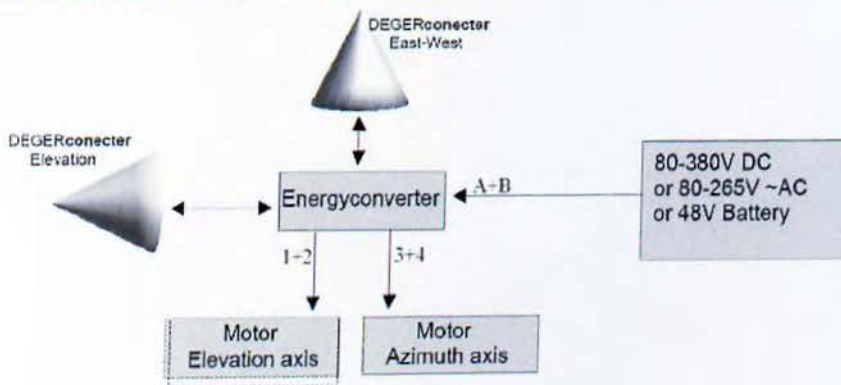 DEGERconecter
East-West
DEGERconecter
Elevation
80-380V DC
or 80-265V ~AC
or 48V Battery
A+B
Energyconverter
1+2
3+4
Motor
Elevation axis
Motor
Azimuth axis